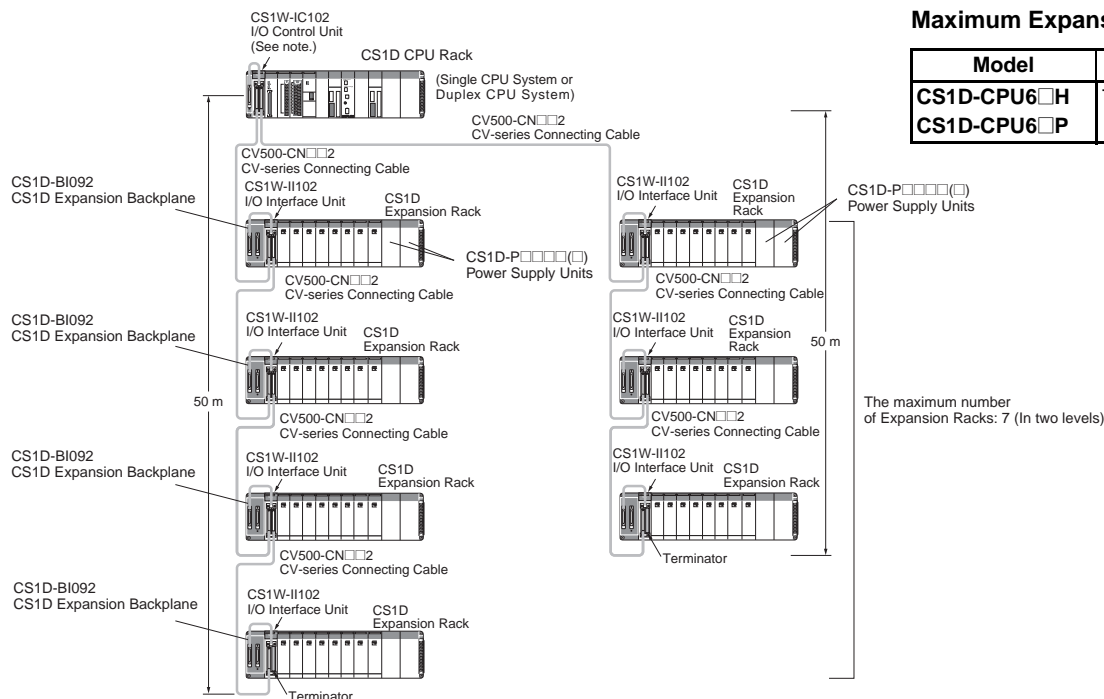 CS1W-IC102
I/O Control Unit
(See note.)
CS1D CPU Rack
(Single CPU System or
Duplex CPU System)
CV500-CN□□2
CV-series Connecting Cable
CV500-CN□□2
CV-series Connecting Cable
CS1D-BI092
CS1D Expansion Backplane
CS1W-II102
I/O Interface Unit
CS1D
Expansion Rack
CS1D-P□□□□(□)
Power Supply Units
CV500-CN□□2
CV-series Connecting Cable
CS1D-BI092
CS1D Expansion Backplane
CS1W-II102
I/O Interface Unit
CS1D
Expansion Rack
50 m
CV500-CN□□2
CV-series Connecting Cable
CS1D-BI092
CS1D Expansion Backplane
CS1W-II102
I/O Interface Unit
CS1D
Expansion Rack
CV500-CN□□2
CV-series Connecting Cable
CS1D-BI092
CS1D Expansion Backplane
CS1W-II102
I/O Interface Unit
CS1D
Expansion Rack
Terminator
CS1W-II102
I/O Interface Unit
CS1D
Expansion
Rack
CS1D-P□□□□(□)
Power Supply Units
CV500-CN□□2
CV-series Connecting Cable
CS1W-II102
I/O Interface Unit
CS1D
Expansion
Rack
50 m
CV500-CN□□2
CV-series Connecting Cable
CS1W-II102
I/O Interface Unit
CS1D
Expansion Rack
Terminator
The maximum number
of Expansion Racks: 7 (In two levels)
Maximum Expans
Model
CS1D-CPU6□H
CS1D-CPU6□P